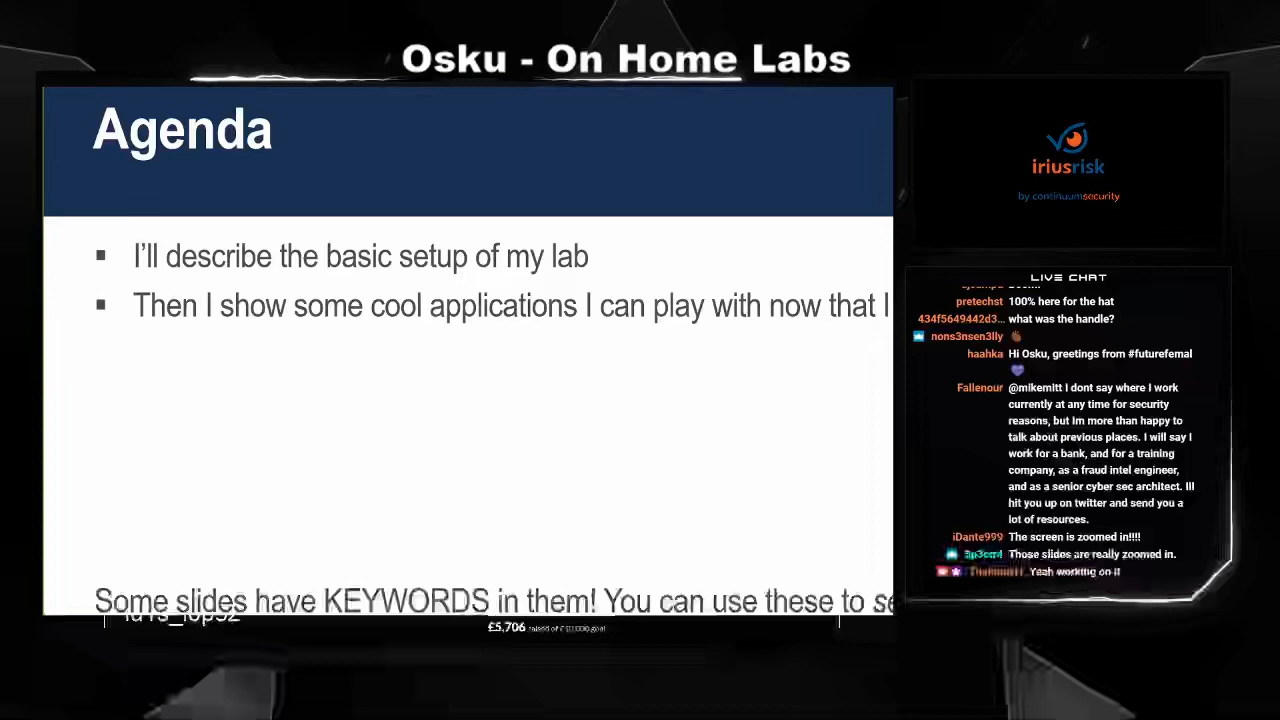 Osku - On Home Labs
Agenda
▪ I'll describe the basic setup of my lab
▪ Then I show some cool applications I can play with now that I
Some slides have KEYWORDS in them! You can use these to se
£5,706 raised of £10,000 goal
iriusrisk
by continuumsecurity
LIVE CHAT
pretechst 100% here for the hat
434f5649442d3... what was the handle?
nons3nsen3lly
haahka Hi Osku, greetings from #futurefemal
Fallenour @mikemitt I dont say where I work
currently at any time for security
reasons, but Im more than happy to
talk about previous places. I will say I
work for a bank, and for a training
company, as a fraud intel engineer,
and as a senior cyber sec architect. Ill
hit you up on twitter and send you a
lot of resources.
iDante999 The screen is zoomed in!!!!
Those slides are really zoomed in.
Yeah working on it